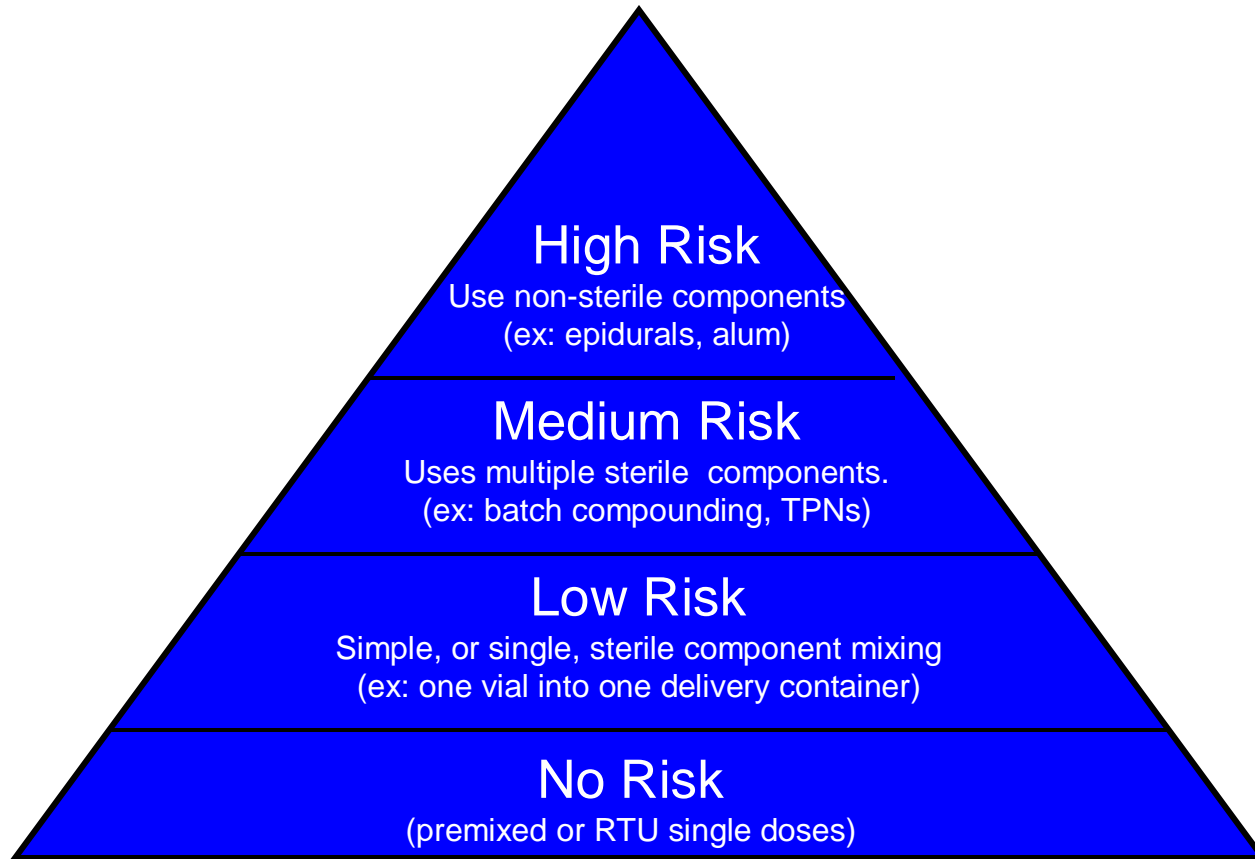 High Risk
Use non-sterile components
(ex: epidurals, alum)
Medium Risk
Uses multiple sterile components.
(ex: batch compounding, TPNs)
Low Risk
Simple, or single, sterile component mixing
(ex: one vial into one delivery container)
No Risk
(premixed or RTU single doses)